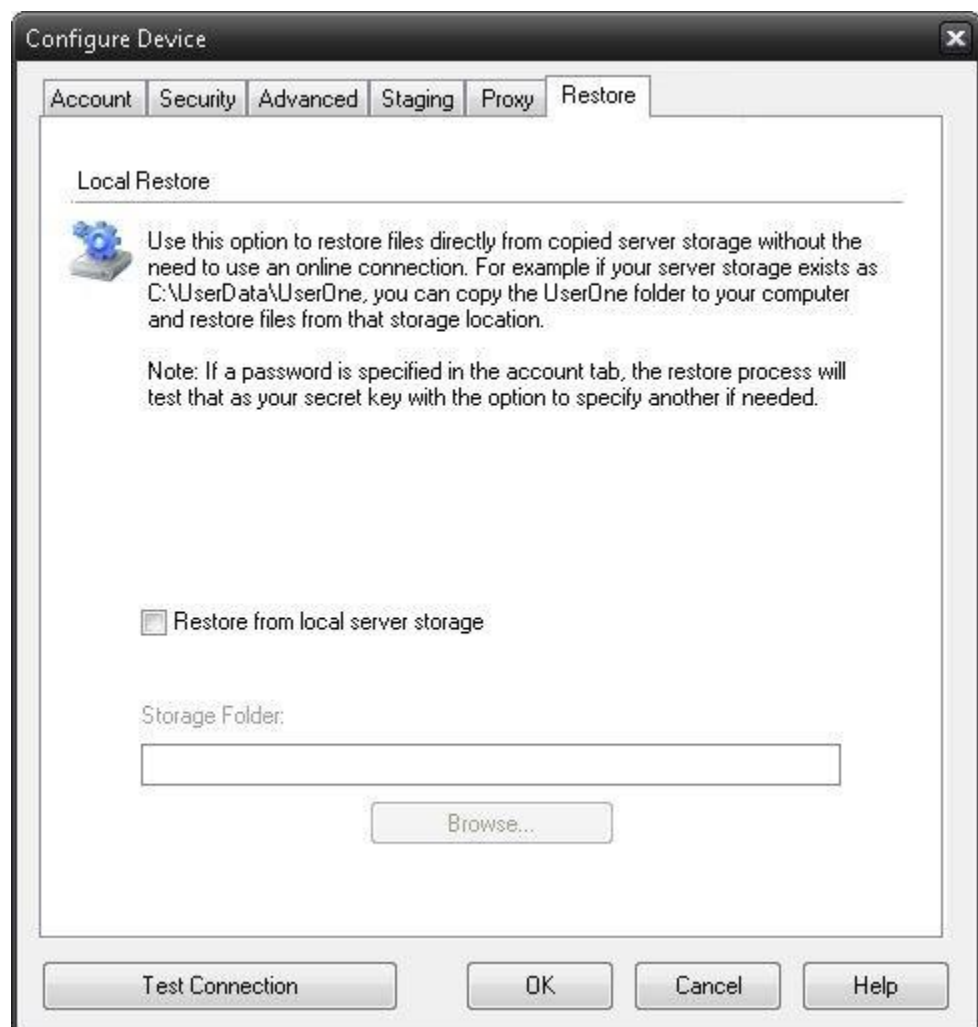 Configure Device
Account Security Advanced Staging Proxy Restore
Local Restore
Use this option to restore files directly from copied server storage without the
need to use an online connection. For example if your server storage exists as
C:\UserData\UserOne, you can copy the UserOne folder to your computer
and restore files from that storage location.
Note: If a password is specified in the account tab, the restore process will
test that as your secret key with the option to specify another if needed.
Restore from local server storage
Storage Folder:
Browse...
Test Connection OK Cancel Help